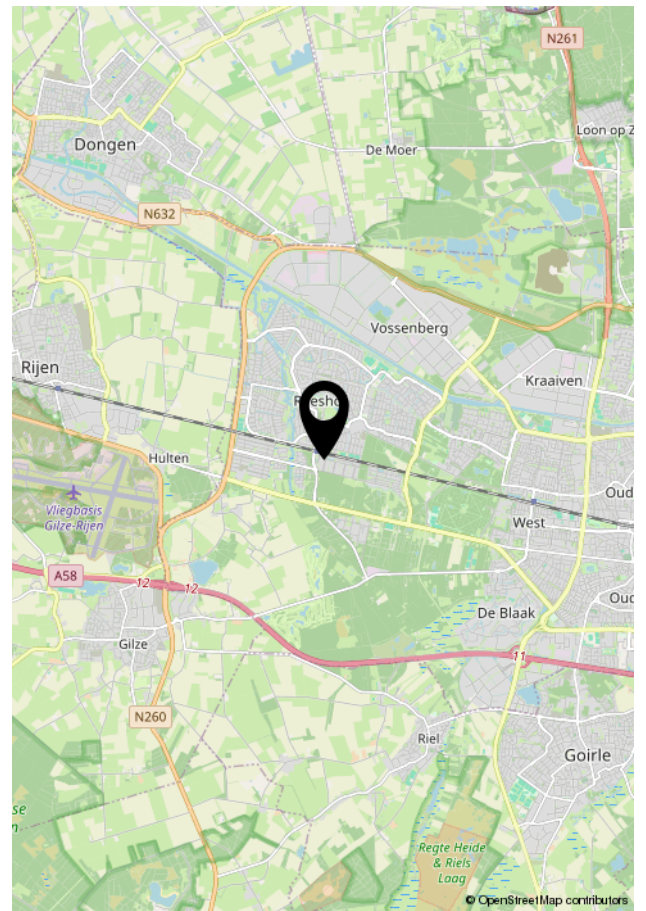 N261
Loon op Z
Dongen
De Moer
N632
Vossenberg
Rijen
Kraaiven
Hulten
Vliegbasis
Gilze-Rijen
Oud
West
A58
12
12
De Blaak
Oud
Gilze
11
N260
Riel
Goirle
se
n
Regte Heide
& Riels
Laag
© OpenStreetMap contributors